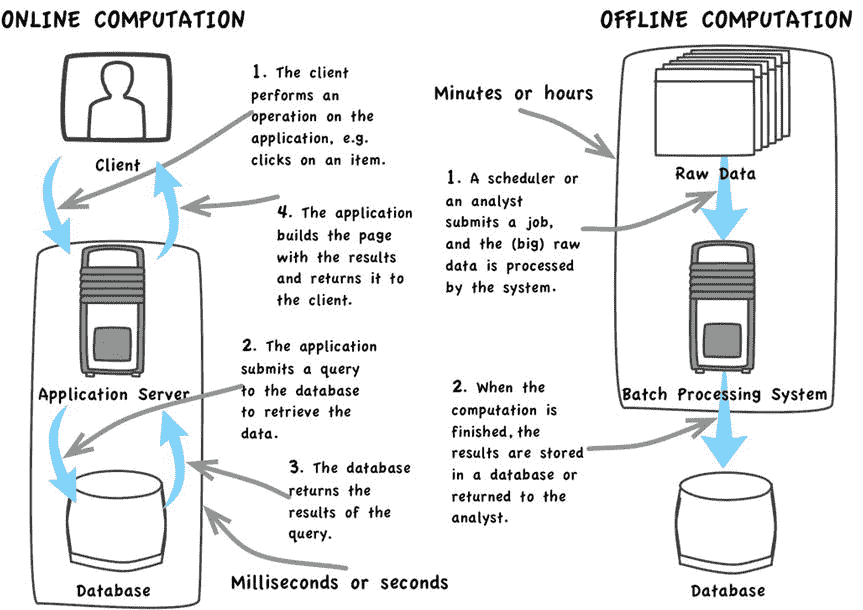 ONLINE COMPUTATION
1. The client
performs an
operation on the
application, e.g.
clicks on an item.
Client
4. The application
builds the page
with the results
and returns it to
the client.
2. The application
submits a query
to the database
to retrieve the
data.
Application Server
3. The database
returns the
results of the
query.
Database
Milliseconds or seconds
OFFLINE COMPUTATION
Minutes or hours
Raw Data
1. A scheduler or
an analyst
submits a job,
and the (big) raw
data is processed
by the system.
Batch Processing System
2. When the
computation is
finished, the
results are stored
in a database or
returned to the
analyst.
Database